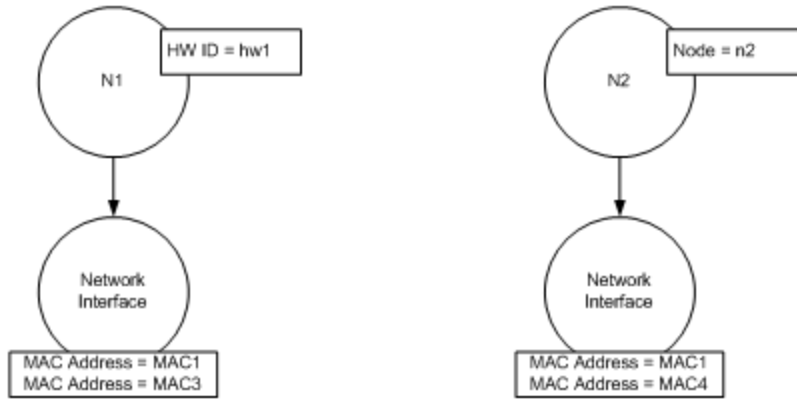 HW ID = hw1
N1
Node = n2
N2
Network
Interface
MAC Address = MAC1
MAC Address = MAC3
Network
Interface
MAC Address = MAC1
MAC Address = MAC4